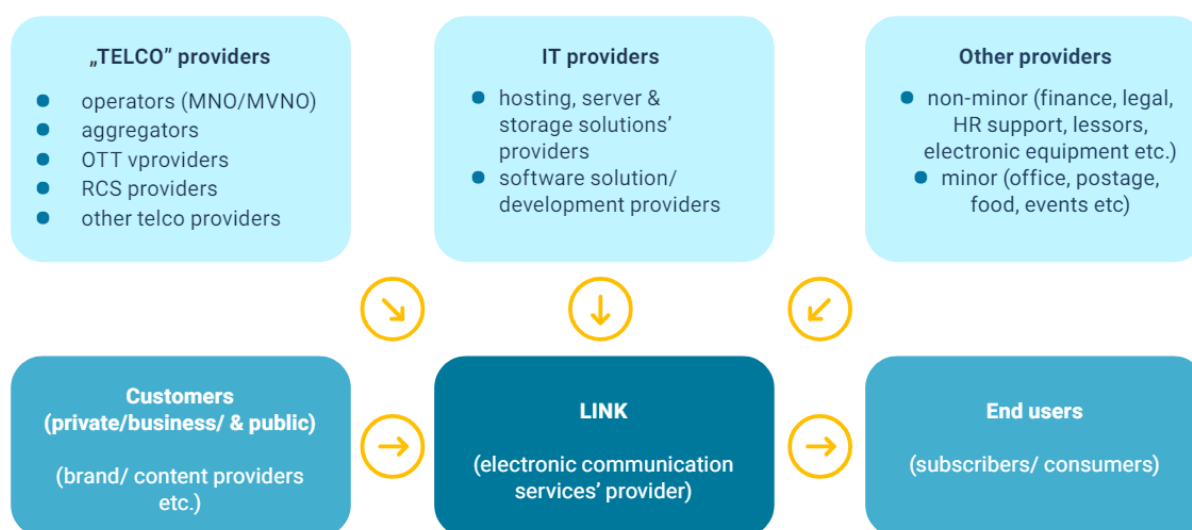 „TELCO” providers
operators (MNO/MVNO)
aggregators
OTT vproviders
RCS providers
other telco providers
IT providers
hosting, server &
storage solutions’
providers
software solution/
development providers
Other providers
non-minor (finance, legal,
HR support, lessors,
electronic equipment etc.)
minor (office, postage,
food, events etc)
Customers
(private/business/ & public)
(brand/ content providers
etc.)
LINK
(electronic communication
services’ provider)
End users
(subscribers/ consumers)